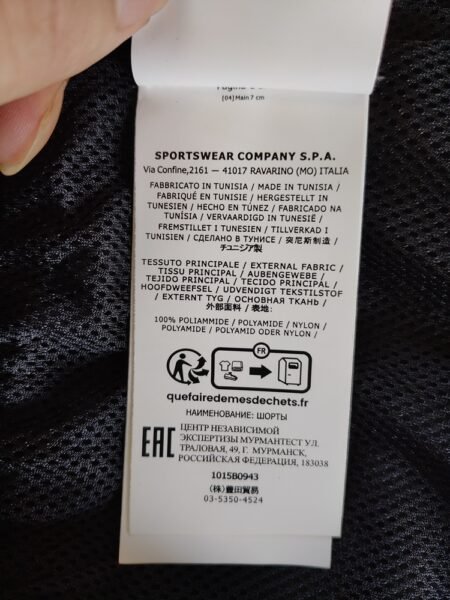 [04] Main 7 cm
SPORTSWEAR COMPANY S.P.A.
Via Confine,2161 — 41017 RAVARINO (MO) ITALIA
FABBRICATO IN TUNISIA / MADE IN TUNISIA /
FABRIQUÉ EN TUNISIE / HERGESTELLT IN
TUNESIEN / HECHO EN TÚNEZ / FABRICADO NA
TUNÍSIA / VERVAARDIGD IN TUNESIË /
FREMSTILLET I TUNESIEN / TILLVERKAD I
TUNISIEN / СДЕЛАНО В ТУНИСЕ / 突尼斯制造 /
チュニジア製
TESSUTO PRINCIPALE / EXTERNAL FABRIC /
TISSU PRINCIPAL / AUßENGEWEBE /
TEJIDO PRINCIPAL / TECIDO PRINCIPAL /
HOOFDWEEFSEL / UDVENDIGT TEKSTILSTOF
/ EXTERNT TYG / ОСНОВНАЯ ТКАНЬ /
外部面料 / 表地:
100% POLIAMMIDE / POLYAMIDE / NYLON /
POLYAMIDE / POLYAMID ODER NYLON /
FR
quefairedemesdechets.fr
НАИМЕНОВАНИЕ: ШОРТЫ
EAC
ЦЕНТР НЕЗАВИСИМОЙ
ЭКСПЕРТИЗЫ МУРМАНТЕСТ УЛ.
ТРАЛОВАЯ, 49, Г. МУРМАНСК,
РОССИЙСКАЯ ФЕДЕРАЦИЯ, 183038
1015B0943
(株)豊田貿易
03-5350-4524